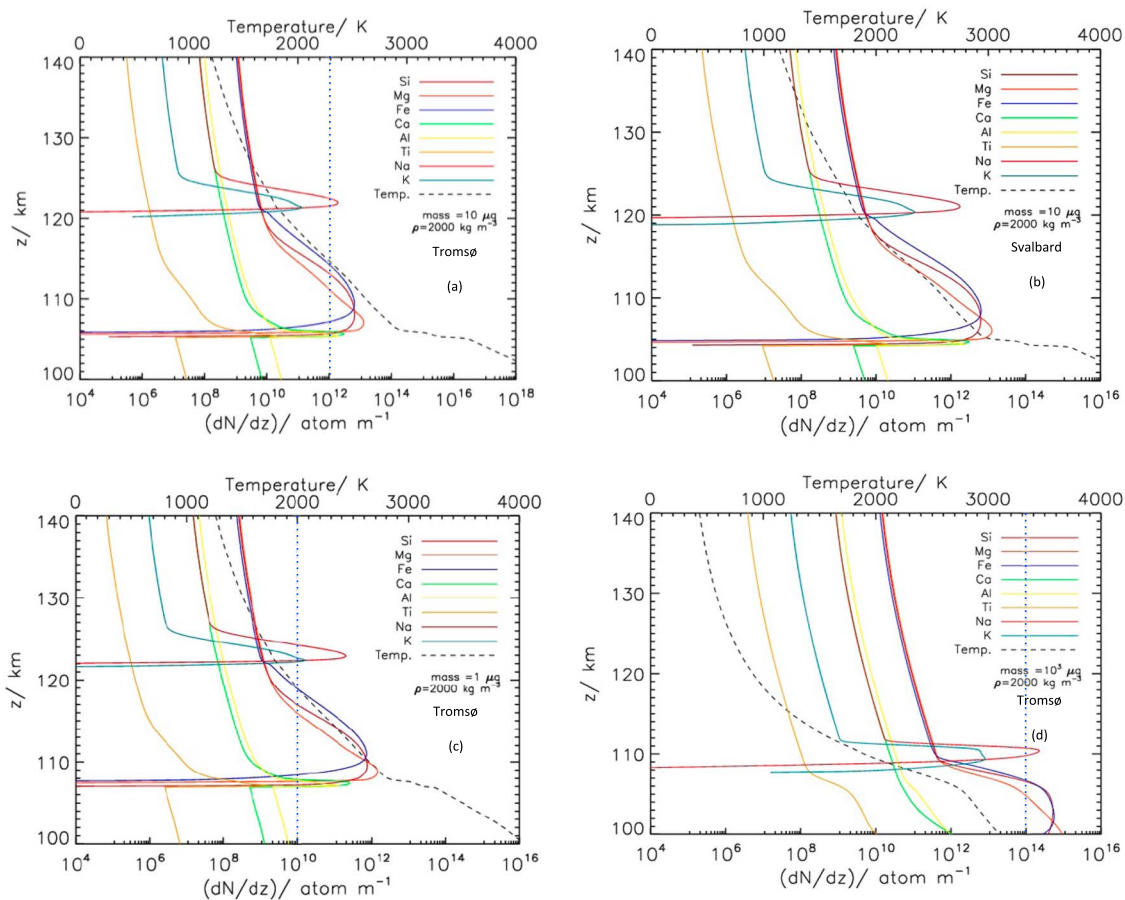 Temperature/ K
0 1000 2000 3000 4000
140
130
120
110
100
z/ km
Si
Mg
Fe
Ca
Al
Ti
Na
K
Temp.
mass =10 μg
ρ=2000 kg m⁻³
Tromsø
(a)
10⁴ 10⁶ 10⁸ 10¹⁰ 10¹² 10¹⁴ 10¹⁶ 10¹⁸
(dN/dz)/ atom m⁻¹
Temperature/ K
0 1000 2000 3000 4000
140
130
120
110
100
z/ km
Si
Mg
Fe
Ca
Al
Ti
Na
K
Temp.
mass =10 μg
ρ=2000 kg m⁻³
Svalbard
(b)
10⁴ 10⁶ 10⁸ 10¹⁰ 10¹² 10¹⁴ 10¹⁶
(dN/dz)/ atom m⁻¹
Temperature/ K
0 1000 2000 3000 4000
140
130
120
110
100
z/ km
Si
Mg
Fe
Ca
Al
Ti
Na
K
Temp.
mass =1 μg
ρ=2000 kg m⁻³
Tromsø
(c)
10⁴ 10⁶ 10⁸ 10¹⁰ 10¹² 10¹⁴ 10¹⁶
(dN/dz)/ atom m⁻¹
Temperature/ K
0 1000 2000 3000 4000
140
130
120
110
100
z/ km
Si
Mg
Fe
Ca
Al
Ti
Na
K
Temp.
mass =10³ μg
ρ=2000 kg m⁻³
Tromsø
(d)
10⁴ 10⁶ 10⁸ 10¹⁰ 10¹² 10¹⁴ 10¹⁶
(dN/dz)/ atom m⁻¹